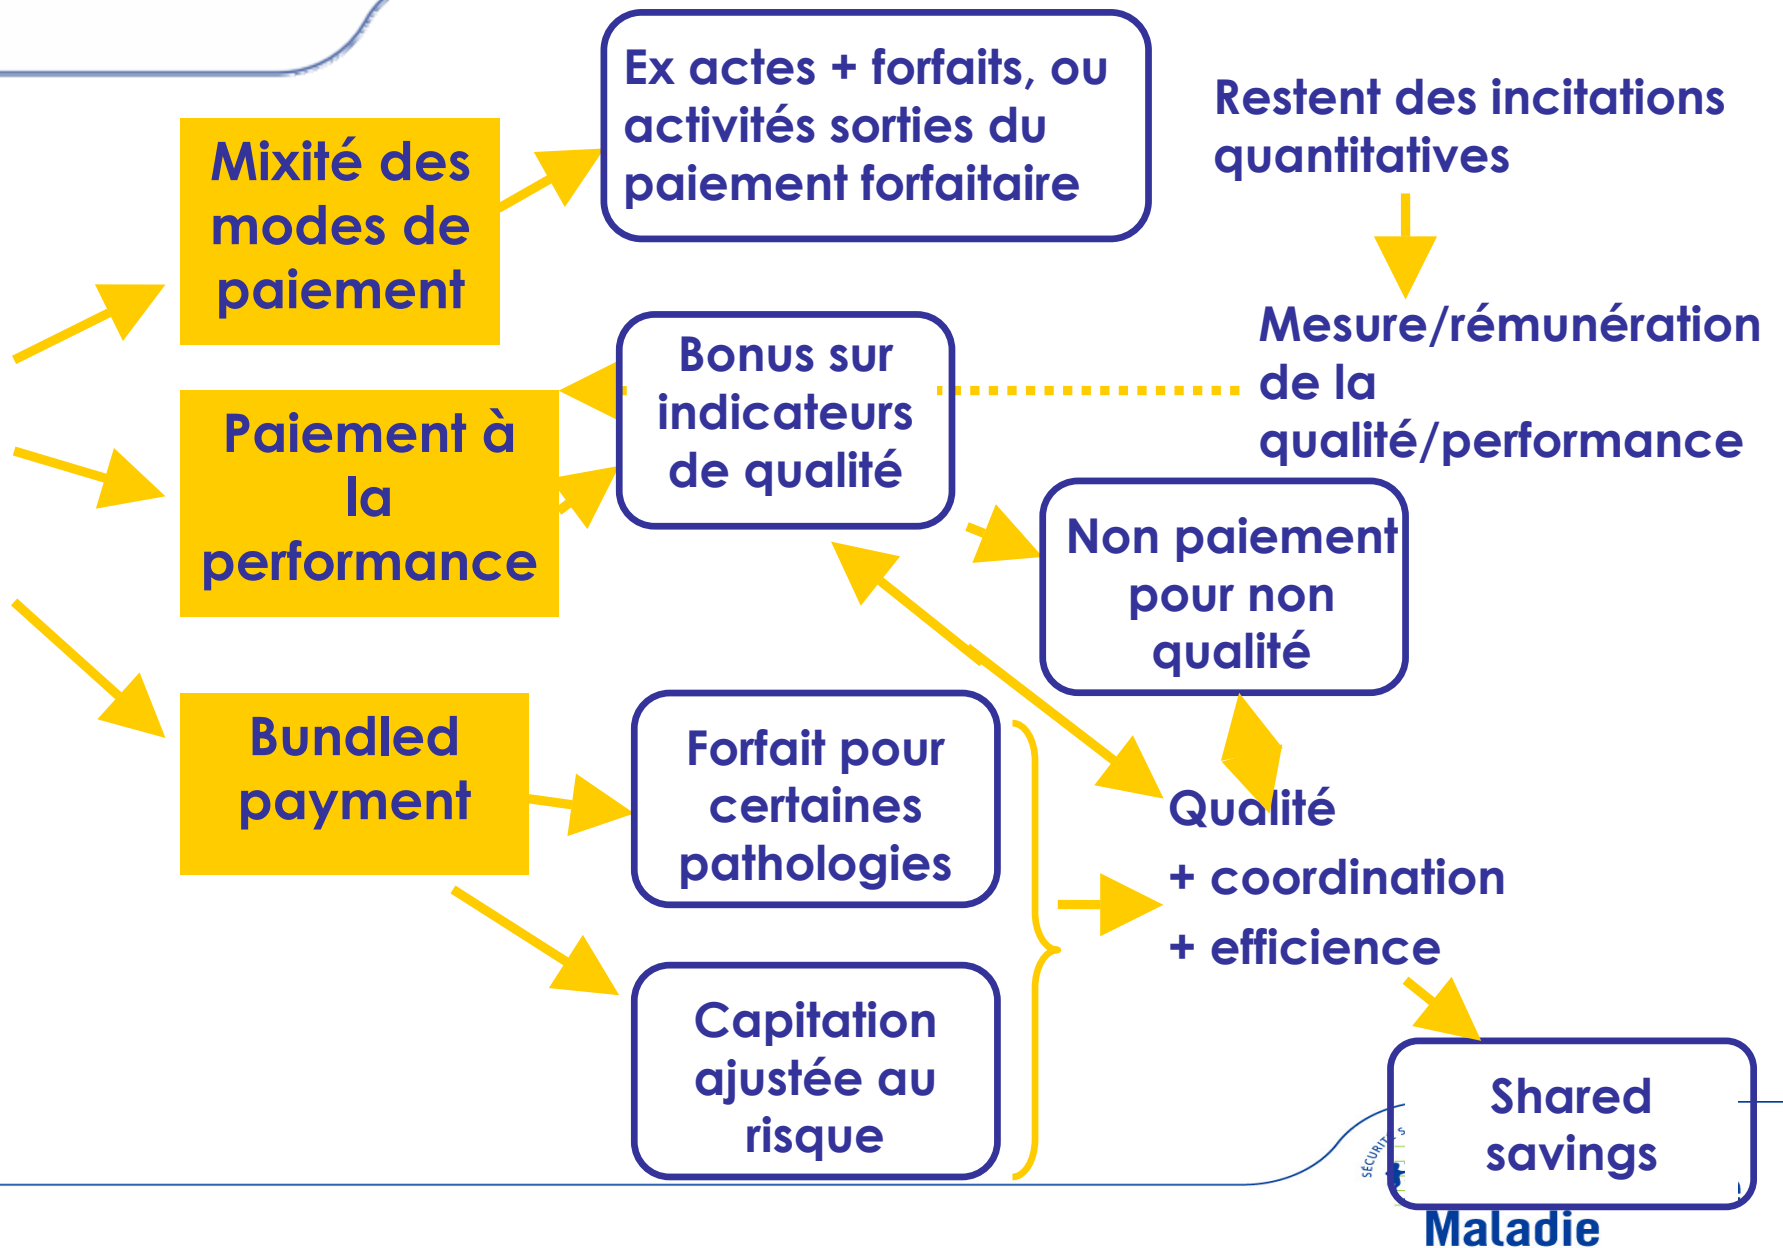 Ex actes + forfaits, ou
activités sorties du
paiement forfaitaire
Restent des incitations
quantitatives
Mixité des
modes de
paiement
Mesure/rémunération
de la
qualité/performance
Bonus sur
indicateurs
de qualité
Paiement à
la
performance
Non paiement
pour non
qualité
Bundled
payment
Forfait pour
certaines
pathologies
Qualité
+ coordination
+ efficience
Capitation
ajustée au
risque
Shared
savings
SÉCURITÉ S
Maladie